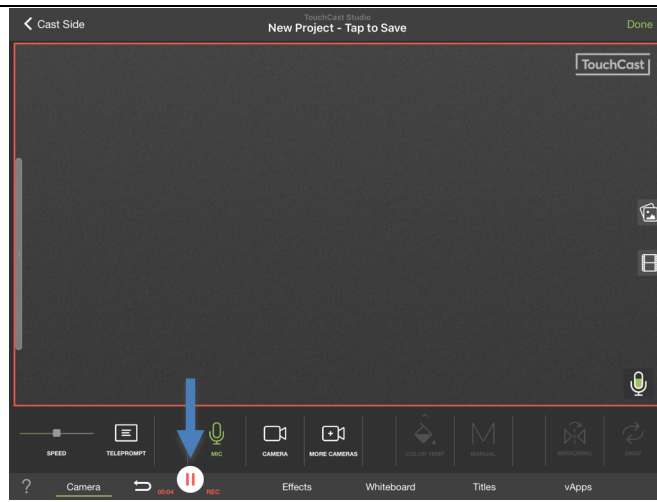 Cast Side
TouchCast Studio
New Project - Tap to Save
Done
TouchCast
SPEED
TELEPROMPT
MIC
CAMERA
MORE CAMERAS
COLOR TEMP
MANUAL
MIRRORING
SWAP
?
Camera
00:04
REC
Effects
Whiteboard
Titles
vApps